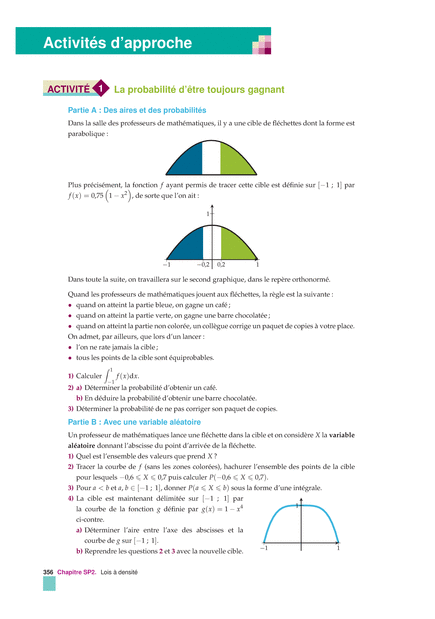 Activités d'approche
ACTIVITÉ 1 La probabilité d'être toujours gagnant
Partie A : Des aires et des probabilités
Dans la salle des professeurs de mathématiques, il y a une cible de fléchettes dont la forme est
parabolique :
Plus précisément, la fonction f ayant permis de tracer cette cible est définie sur [−1 ; 1] par
f(x) = 0,75 (1 − x²), de sorte que l'on ait :
1
−1 −0,2 0,2 1
Dans toute la suite, on travaillera sur le second graphique, dans le repère orthonormé.
Quand les professeurs de mathématiques jouent aux fléchettes, la règle est la suivante :
• quand on atteint la partie bleue, on gagne un café ;
• quand on atteint la partie verte, on gagne une barre chocolatée ;
• quand on atteint la partie non colorée, un collègue corrige un paquet de copies à votre place.
On admet, par ailleurs, que lors d'un lancer :
• l'on ne rate jamais la cible ;
• tous les points de la cible sont équiprobables.
1) Calculer ∫₋₁¹ f(x)dx.
2) a) Déterminer la probabilité d'obtenir un café.
b) En déduire la probabilité d'obtenir une barre chocolatée.
3) Déterminer la probabilité de ne pas corriger son paquet de copies.
Partie B : Avec une variable aléatoire
Un professeur de mathématiques lance une fléchette dans la cible et on considère X la variable
aléatoire donnant l'abscisse du point d'arrivée de la fléchette.
1) Quel est l'ensemble des valeurs que prend X ?
2) Tracer la courbe de f (sans les zones colorées), hachurer l'ensemble des points de la cible
pour lesquels −0,6 ⩽ X ⩽ 0,7 puis calculer P(−0,6 ⩽ X ⩽ 0,7).
3) Pour a < b et a, b ∈ [−1 ; 1], donner P(a ⩽ X ⩽ b) sous la forme d'une intégrale.
4) La cible est maintenant délimitée sur [−1 ; 1] par
la courbe de la fonction g définie par g(x) = 1 − x⁴
ci-contre.
a) Déterminer l'aire entre l'axe des abscisses et la
courbe de g sur [−1 ; 1].
b) Reprendre les questions 2 et 3 avec la nouvelle cible.
1
−1 1
356 Chapitre SP2. Lois à densité